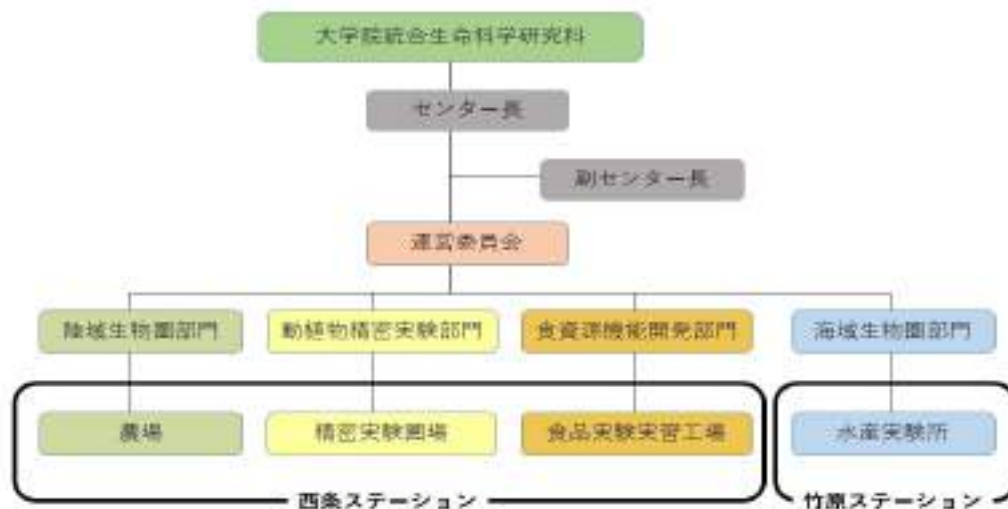 大学院統合生命科学研究科
センター長
副センター長
運営委員会
陸域生物圏部門
動植物精密実験部門
食資源機能開発部門
海域生物圏部門
農場
精密実験圃場
食品実験実習工場
水産実験所
西条ステーション
竹原ステーション